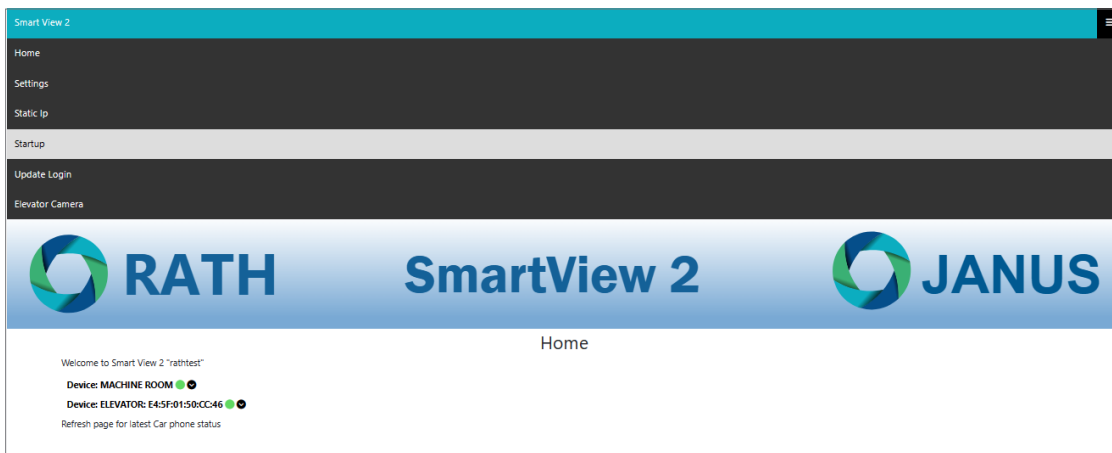 Smart View 2
Home
Settings
Static Ip
Startup
Update Login
Elevator Camera
RATH SmartView 2 JANUS
Home
Welcome to Smart View 2 "rathtest"
Device: MACHINE ROOM
Device: ELEVATOR: E4:5F:01:50:CC:46
Refresh page for latest Car phone status